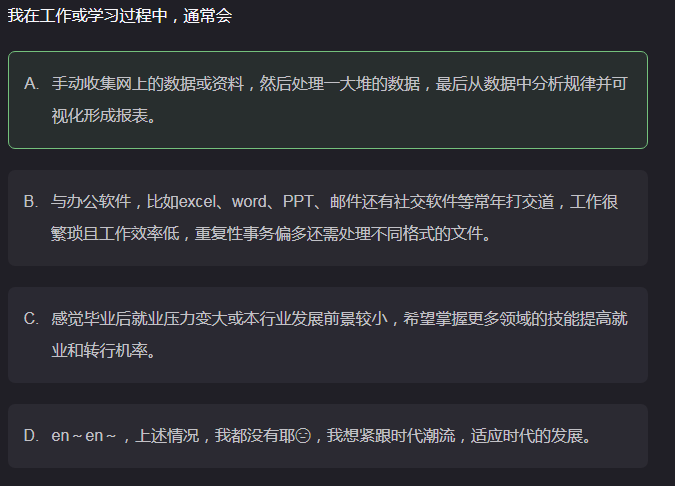 我在工作或学习过程中，通常会
A. 手动收集网上的数据或资料，然后处理一大堆的数据，最后从数据中分析规律并可
视化形成报表。
B. 与办公软件，比如excel、word、PPT、邮件还有社交软件等常年打交道，工作很
繁琐且工作效率低，重复性事务偏多还需处理不同格式的文件。
C. 感觉毕业后就业压力变大或本行业发展前景较小，希望掌握更多领域的技能提高就
业和转行机率。
D. en～en～，上述情况，我都没有耶😑，我想紧跟时代潮流，适应时代的发展。